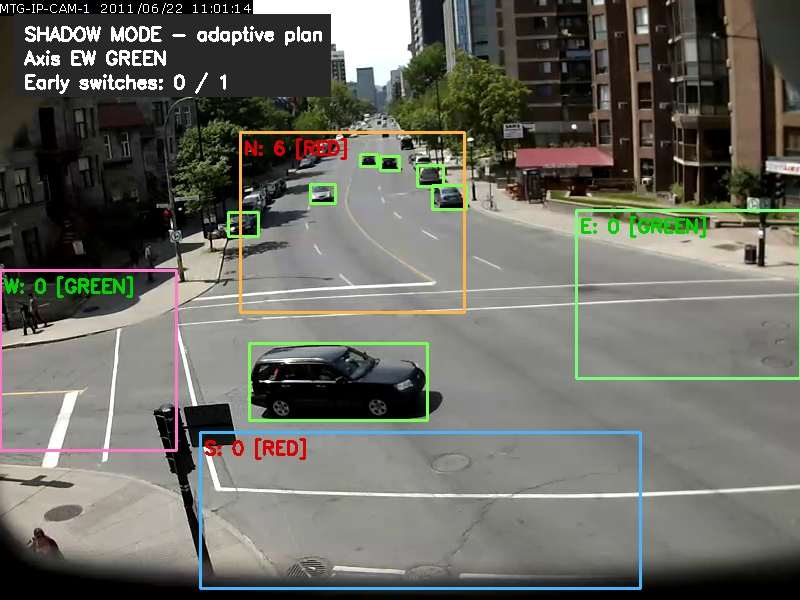 MTG-IP-CAM-1 2011/06/22 11:01:14
SHADOW MODE - adaptive plan
Axis EW GREEN
Early switches: 0 / 1
N: 6 [RED]
E: 0 [GREEN]
W: 0 [GREEN]
S: 0 [RED]